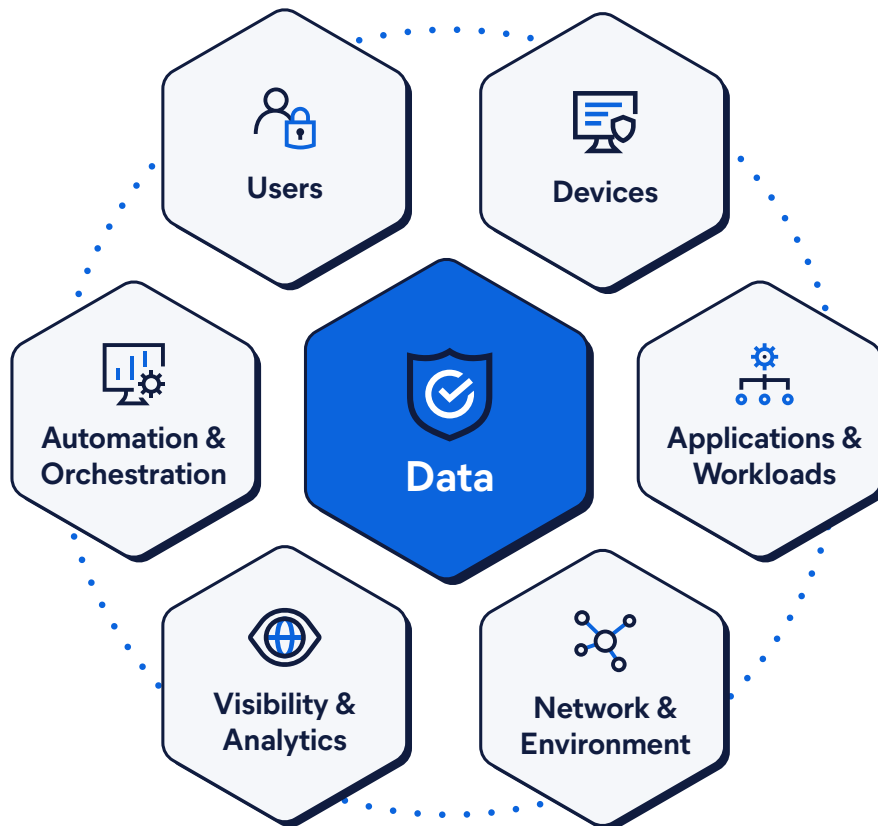 Users
Devices
Automation &
Orchestration
Data
Applications &
Workloads
Visibility &
Analytics
Network &
Environment